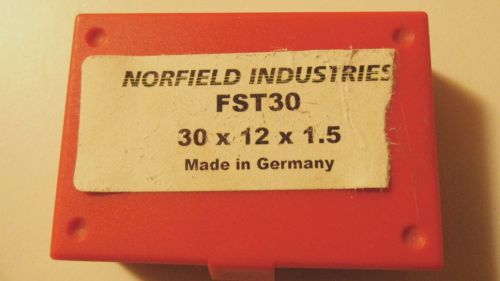 NORFIELD INDUSTRIES
FST30
30 x 12 x 1.5
Made in Germany